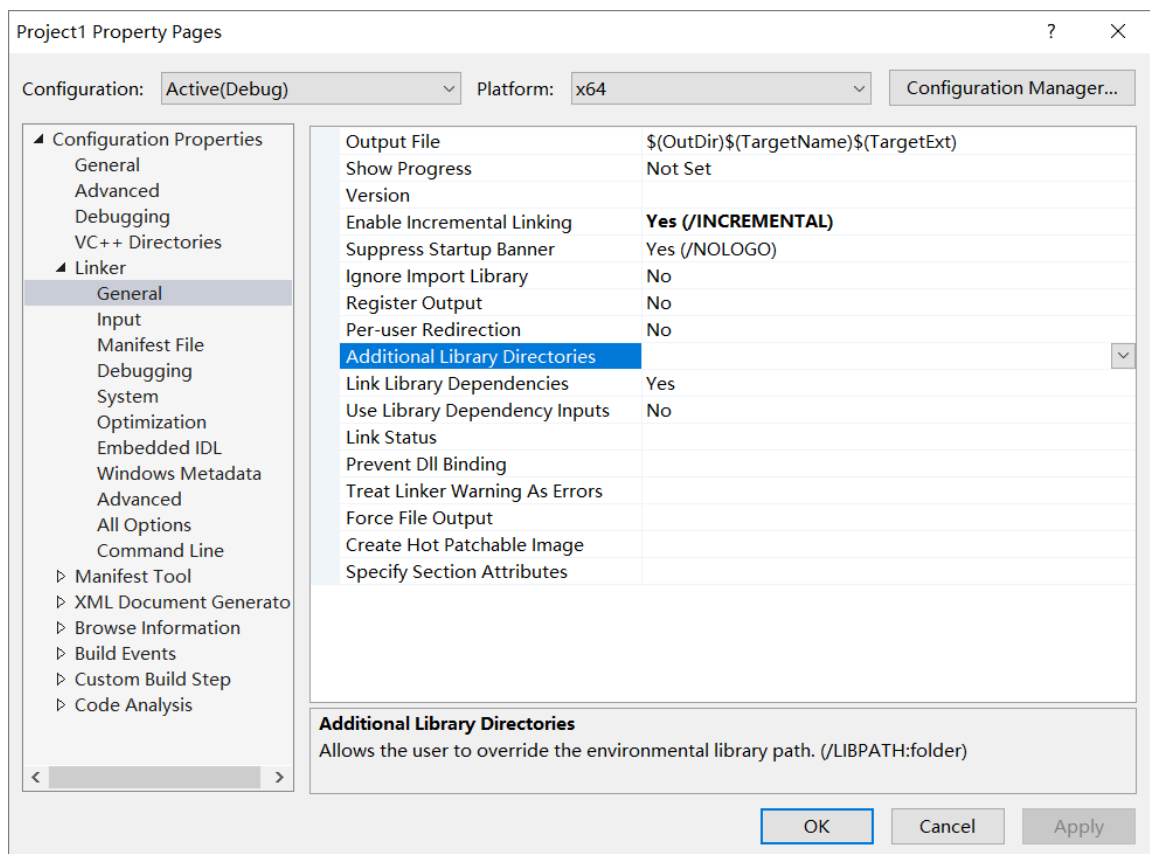 Project1 Property Pages
? ×
Configuration: Active(Debug) Platform: x64 Configuration Manager...
Configuration Properties
General
Advanced
Debugging
VC++ Directories
Linker
General
Input
Manifest File
Debugging
System
Optimization
Embedded IDL
Windows Metadata
Advanced
All Options
Command Line
Manifest Tool
XML Document Generato
Browse Information
Build Events
Custom Build Step
Code Analysis
Output File $(OutDir)$(TargetName)$(TargetExt)
Show Progress Not Set
Version
Enable Incremental Linking Yes (/INCREMENTAL)
Suppress Startup Banner Yes (/NOLOGO)
Ignore Import Library No
Register Output No
Per-user Redirection No
Additional Library Directories
Link Library Dependencies Yes
Use Library Dependency Inputs No
Link Status
Prevent Dll Binding
Treat Linker Warning As Errors
Force File Output
Create Hot Patchable Image
Specify Section Attributes
Additional Library Directories
Allows the user to override the environmental library path. (/LIBPATH:folder)
OK Cancel Apply